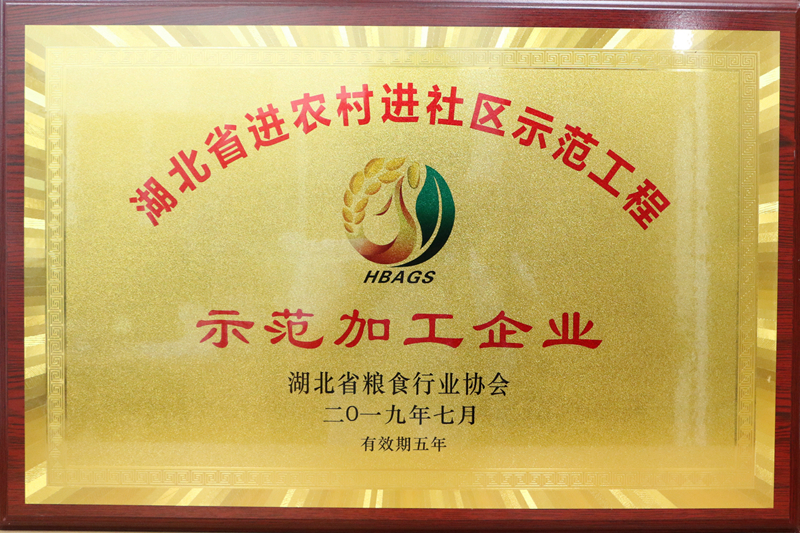 湖北省进农村进社区示范工程
HBAGS
示范加工企业
湖北省粮食行业协会
二〇一九年七月
有效期五年